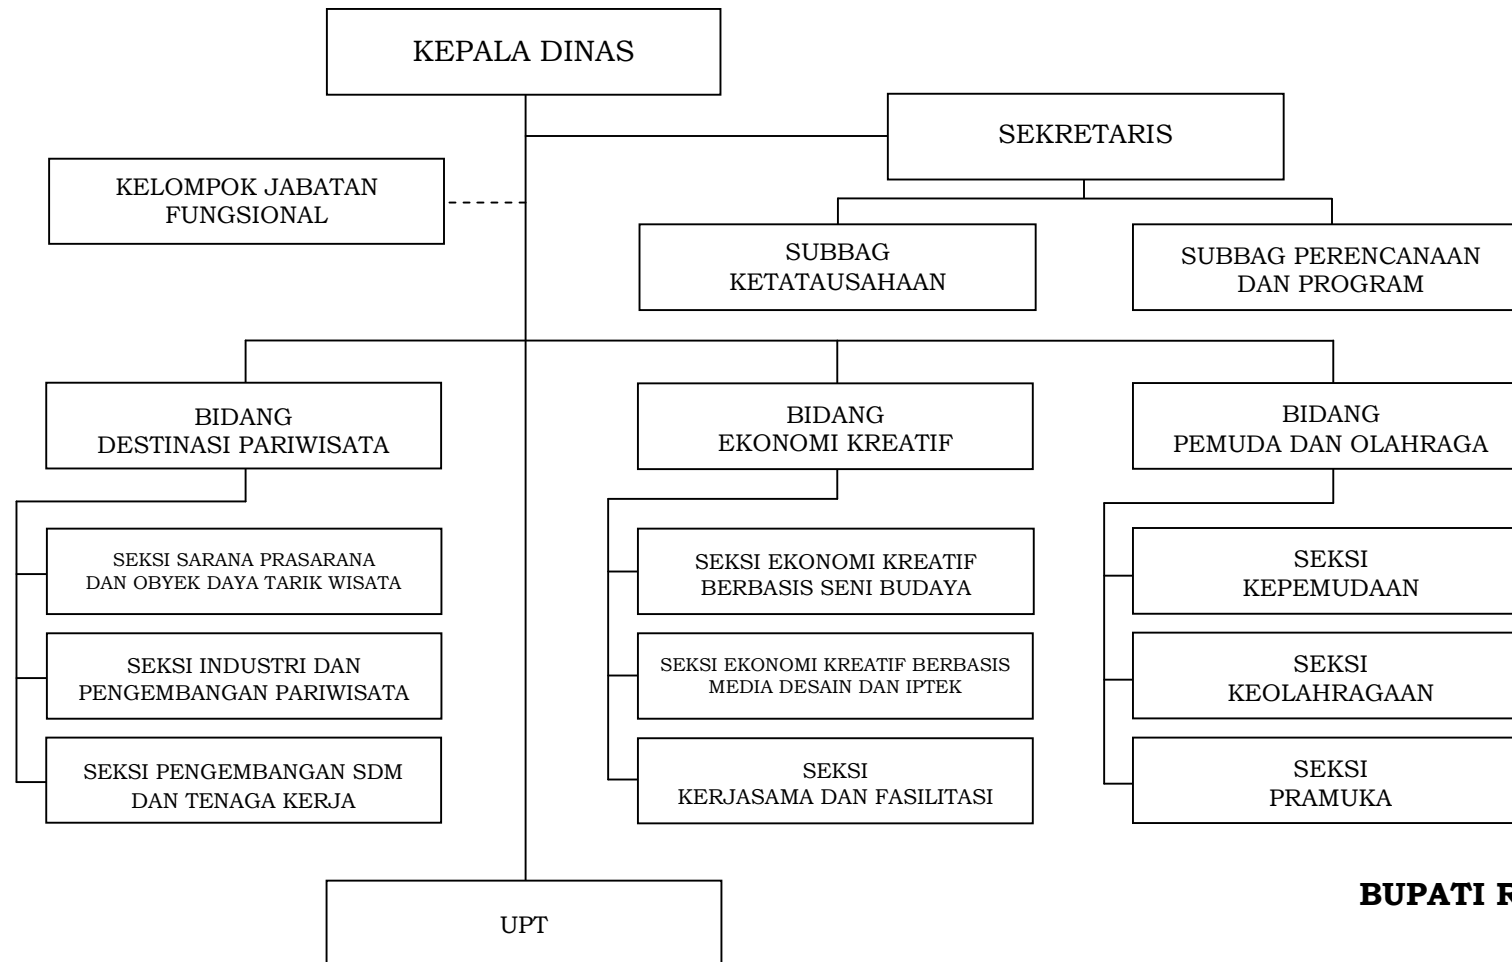 KEPALA DINAS
SEKRETARIS
KELOMPOK JABATAN
FUNGSIONAL
SUBBAG
KETATAUSAHAAN
SUBBAG PERENCANAAN
DAN PROGRAM
BIDANG
DESTINASI PARIWISATA
BIDANG
EKONOMI KREATIF
BIDANG
PEMUDA DAN OLAHRAGA
SEKSI SARANA PRASARANA
DAN OBYEK DAYA TARIK WISATA
SEKSI EKONOMI KREATIF
BERBASIS SENI BUDAYA
SEKSI
KEPEMUDAAN
SEKSI INDUSTRI DAN
PENGEMBANGAN PARIWISATA
SEKSI EKONOMI KREATIF BERBASIS
MEDIA DESAIN DAN IPTEK
SEKSI
KEOLAHRAGAAN
SEKSI PENGEMBANGAN SDM
DAN TENAGA KERJA
SEKSI
KERJASAMA DAN FASILITASI
SEKSI
PRAMUKA
UPT
BUPATI